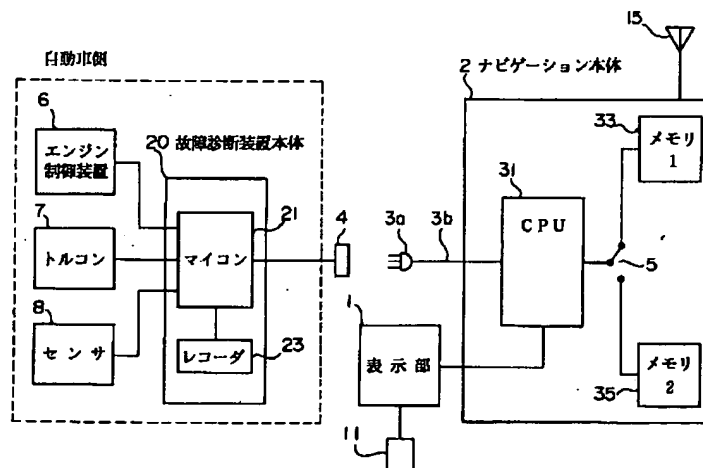 自動車側
6
エンジン
制御装置
7
トルコン
8
センサ
20 故障診断装置本体
21
マイコン
レコーダ
23
4
3a
3b
1
表示部
11
2 ナビゲーション本体
15
31
CPU
5
33
メモリ
1
メモリ
2
35